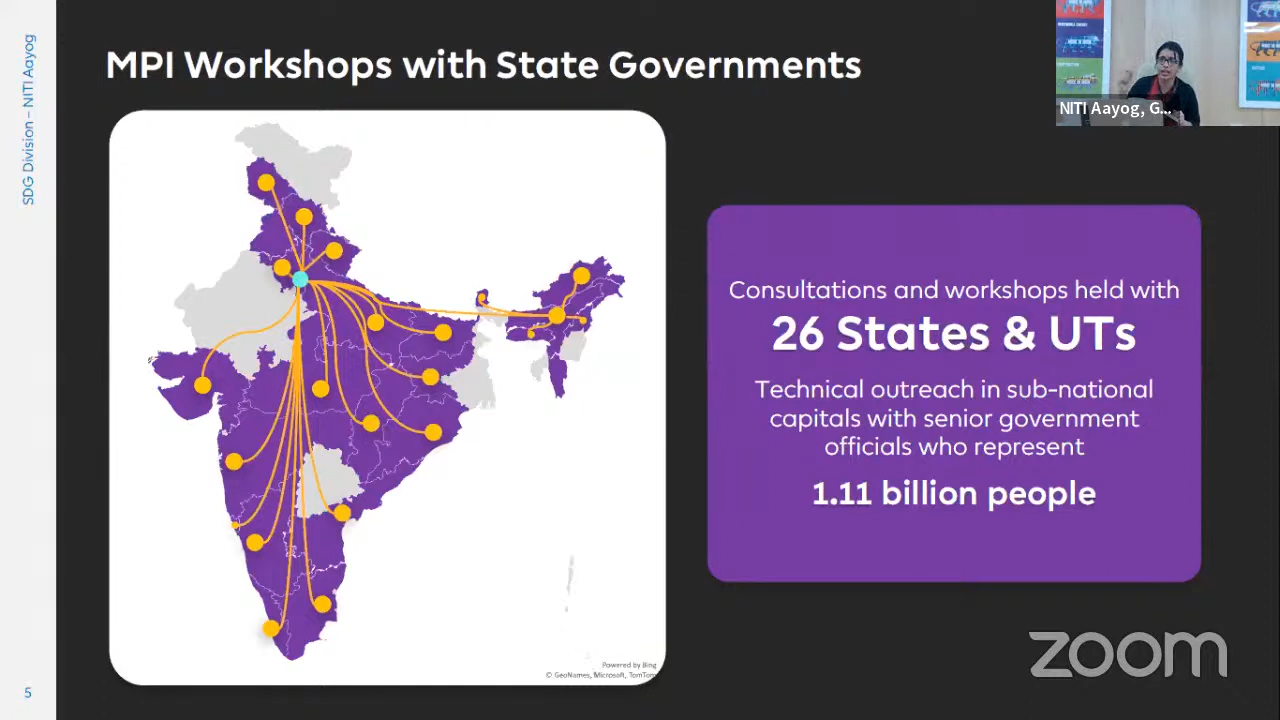 SDG Division – NITI Aayog
MPI Workshops with State Governments
NITI Aayog, G...
Consultations and workshops held with
26 States & UTs
Technical outreach in sub-national
capitals with senior government
officials who represent
1.11 billion people
Powered by Bing
© GeoNames, Microsoft, TomTom
zoom
5